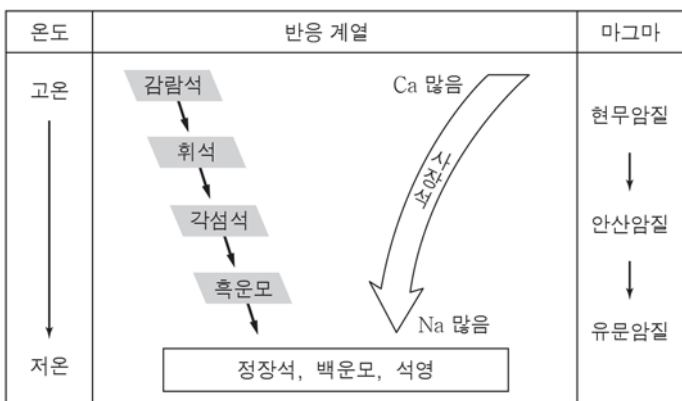 온도 반응 계열 마그마
고온 감람석 Ca 많음
현무암질
휘석
사장석
각섬석 안산암질
흑운모
Na 많음
유문암질
저온 정장석, 백운모, 석영